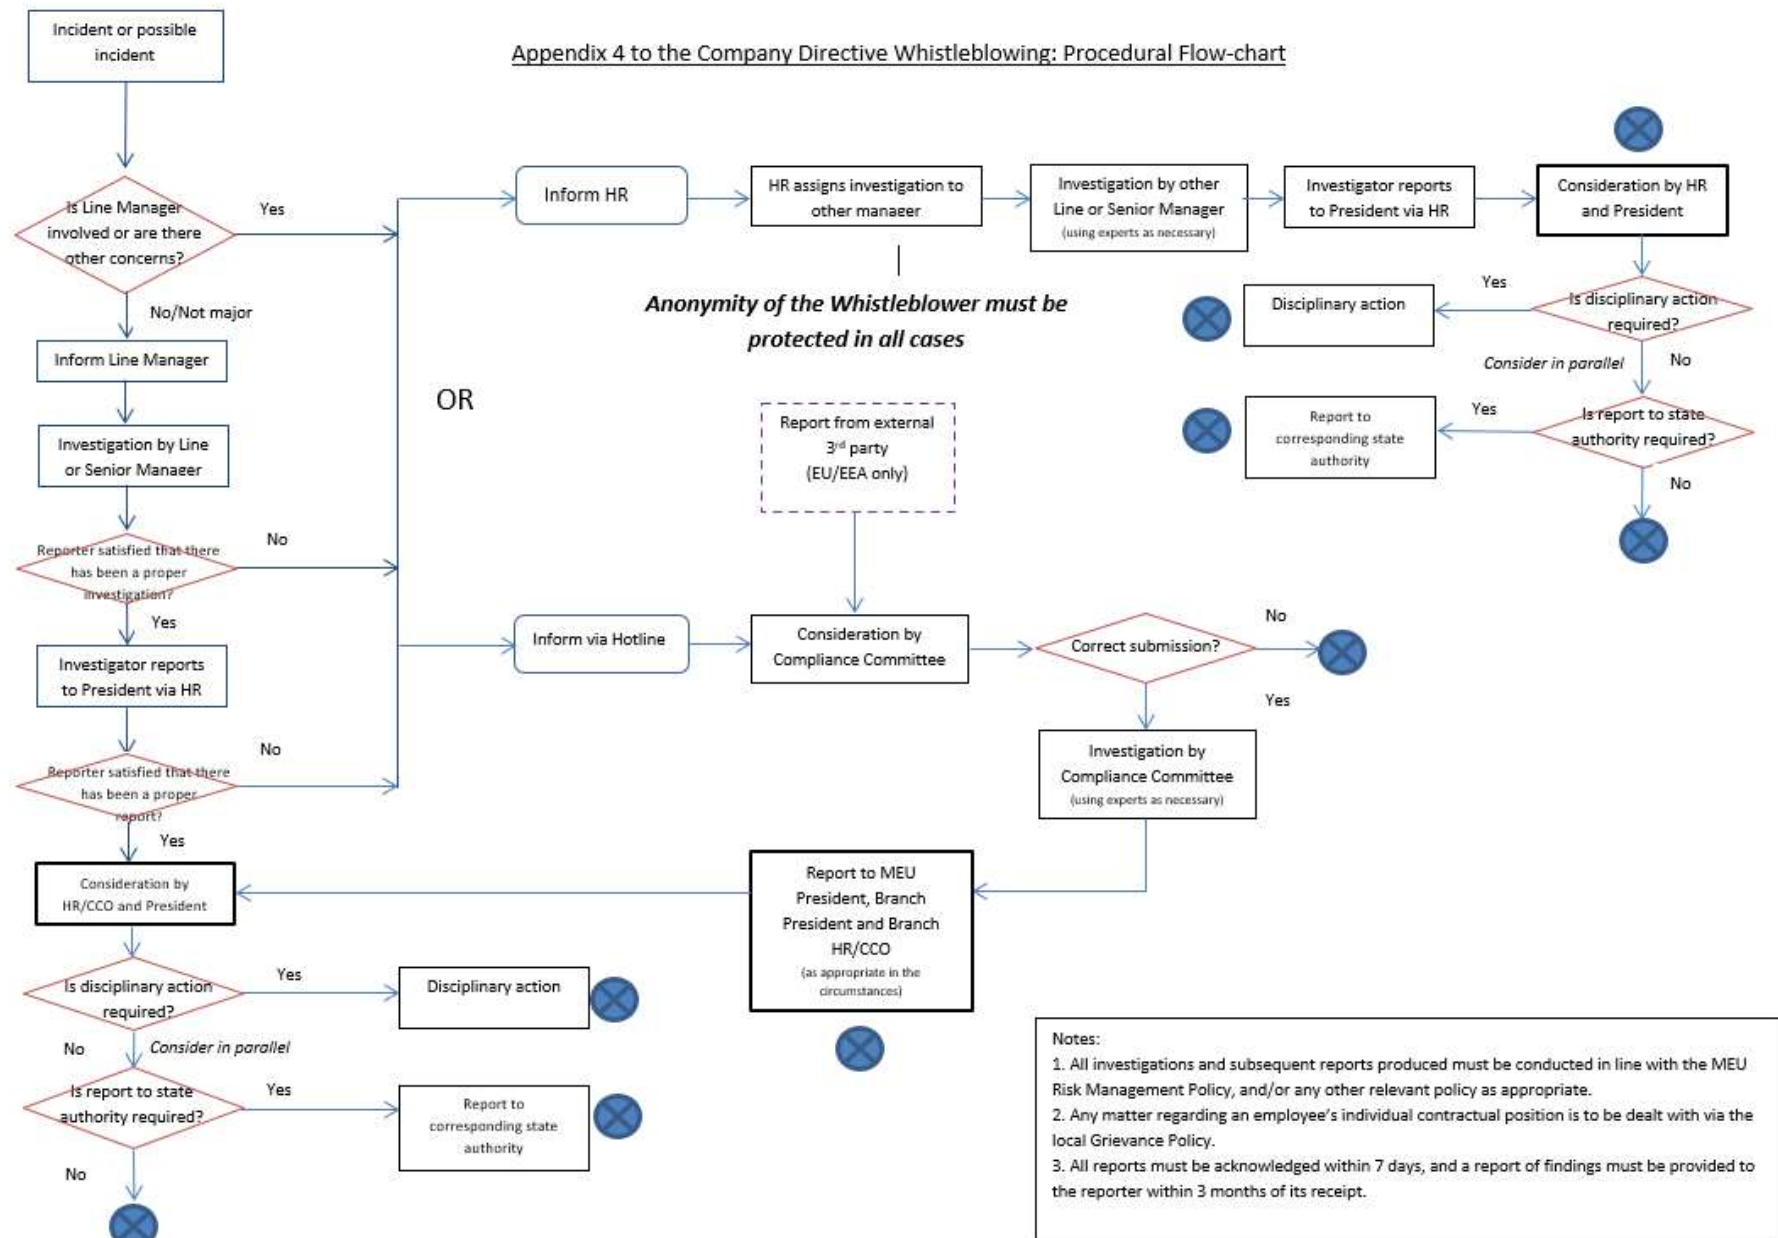 Appendix 4 to the Company Directive Whistleblowing: Procedural Flow-chart
Incident or possible
incident
Is Line Manager
involved or are there
other concerns?
Yes
No/Not major
Inform Line Manager
Investigation by Line
or Senior Manager
Reporter satisfied that there
has been a proper
investigation?
No
Yes
Investigator reports
to President via HR
Reporter satisfied that there
has been a proper
report?
No
Yes
Consideration by
HR/CCO and President
Is disciplinary action
required?
Yes
Disciplinary action
No
Consider in parallel
Is report to state
authority required?
Yes
Report to
corresponding state
authority
No
OR
Inform HR
HR assigns investigation to
other manager
Investigation by other
Line or Senior Manager
(using experts as necessary)
Investigator reports
to President via HR
Consideration by HR
and President
Anonymity of the Whistleblower must be
protected in all cases
Is disciplinary action
required?
Yes
Disciplinary action
Consider in parallel
No
Is report to state
authority required?
Yes
Report to
corresponding state
authority
No
Report from external
3rd party
(EU/EEA only)
Inform via Hotline
Consideration by
Compliance Committee
Correct submission?
No
Yes
Investigation by
Compliance Committee
(using experts as necessary)
Report to MEU
President, Branch
President and Branch
HR/CCO
(as appropriate in the
circumstances)
Notes:
1. All investigations and subsequent reports produced must be conducted in line with the MEU
Risk Management Policy, and/or any other relevant policy as appropriate.
2. Any matter regarding an employee's individual contractual position is to be dealt with via the
local Grievance Policy.
3. All reports must be acknowledged within 7 days, and a report of findings must be provided to
the reporter within 3 months of its receipt.